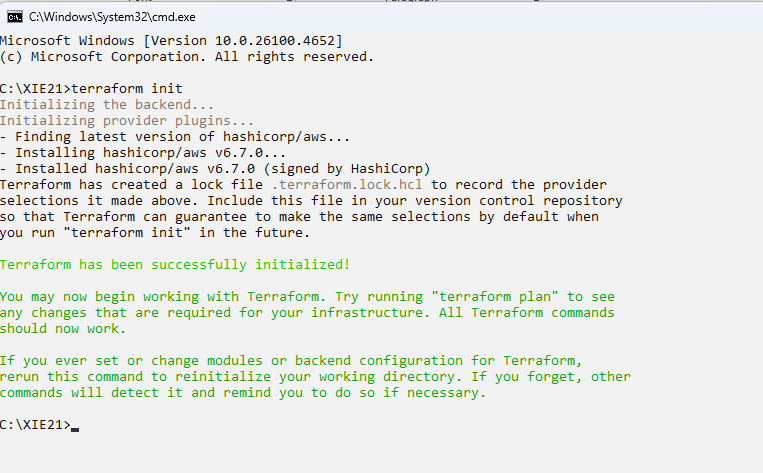 C:\Windows\System32\cmd.exe
Microsoft Windows [Version 10.0.26100.4652]
(c) Microsoft Corporation. All rights reserved.
C:\XIE21>terraform init
Initializing the backend...
Initializing provider plugins...
- Finding latest version of hashicorp/aws...
- Installing hashicorp/aws v6.7.0...
- Installed hashicorp/aws v6.7.0 (signed by HashiCorp)
Terraform has created a lock file .terraform.lock.hcl to record the provider
selections it made above. Include this file in your version control repository
so that Terraform can guarantee to make the same selections by default when
you run "terraform init" in the future.
Terraform has been successfully initialized!
You may now begin working with Terraform. Try running "terraform plan" to see
any changes that are required for your infrastructure. All Terraform commands
should now work.
If you ever set or change modules or backend configuration for Terraform,
rerun this command to reinitialize your working directory. If you forget, other
commands will detect it and remind you to do so if necessary.
C:\XIE21>